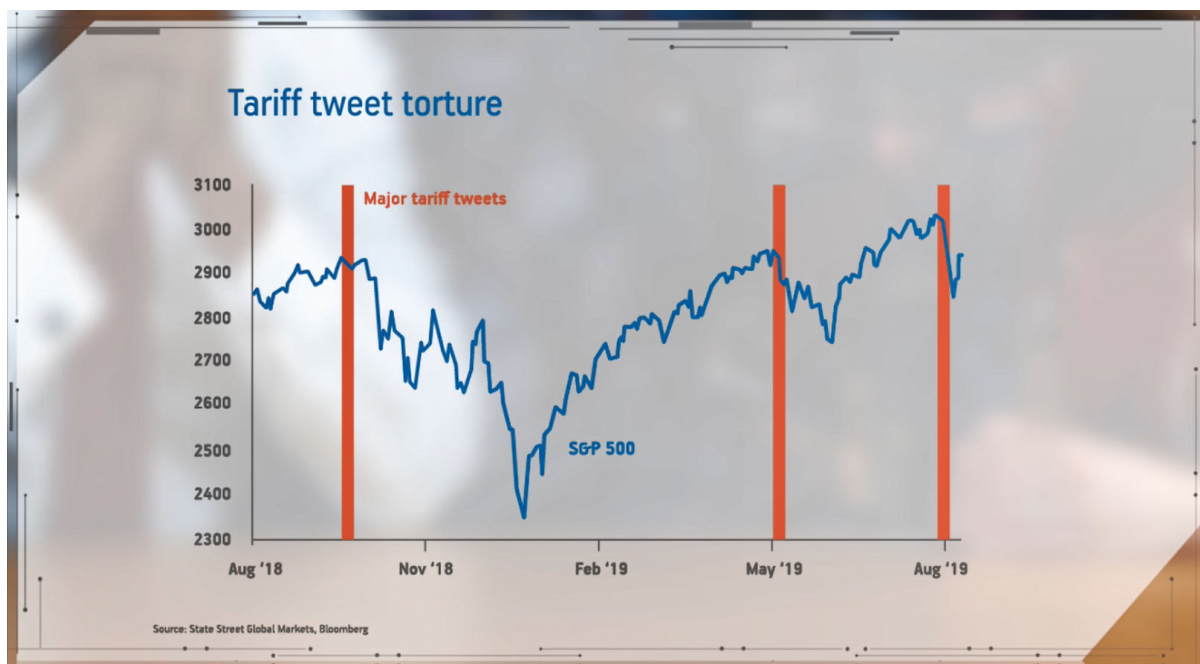 Tariff tweet torture
3100
Major tariff tweets
3000
2900
2800
2700
2600
2500
S&P 500
2400
2300
Aug '18
Nov '18
Feb '19
May '19
Aug '19
Source: State Street Global Markets, Bloomberg